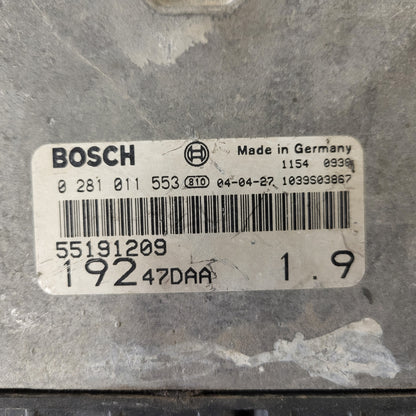 BOSCH Made in Germany
1154 0938
0 281 011 553 810 04-04-27 1039S03867
55191209
192 47DAA 1.9